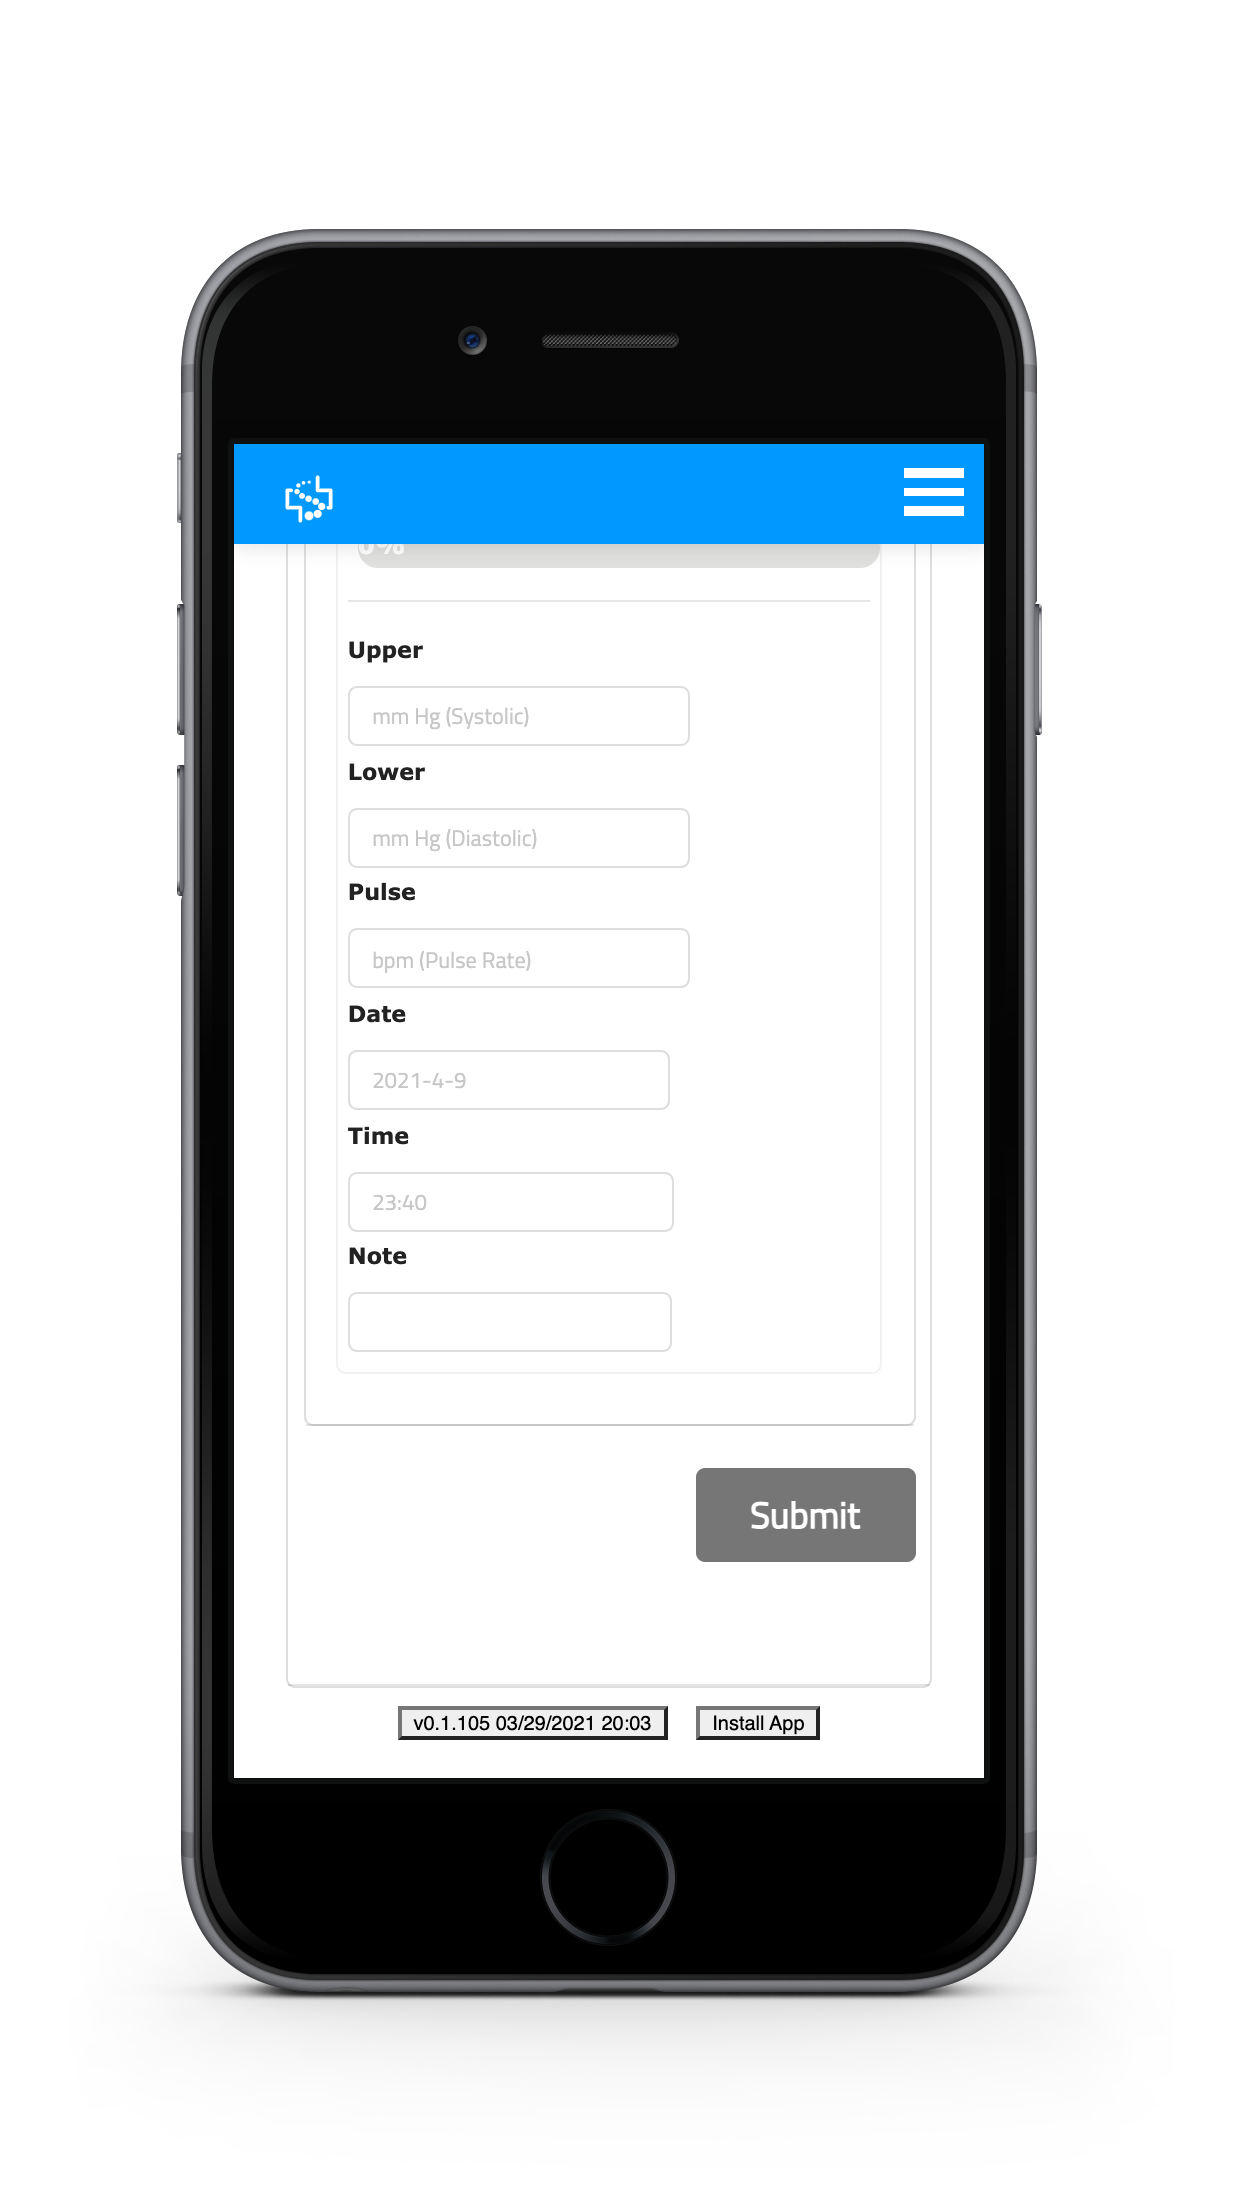 0%
Upper
mm Hg (Systolic)
Lower
mm Hg (Diastolic)
Pulse
bpm (Pulse Rate)
Date
2021-4-9
Time
23:40
Note
Submit
v0.1.105 03/29/2021 20:03 Install App